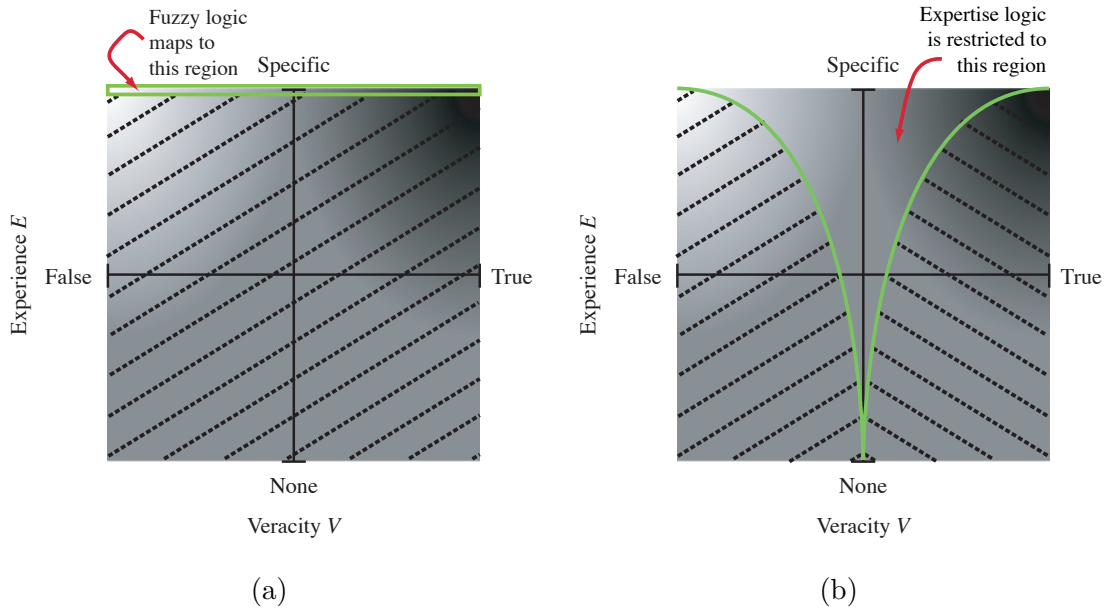 Fuzzy logic
maps to
this region
Specific
Experience E
False
True
None
Veracity V
(a)
Expertise logic
is restricted to
this region
Specific
Experience E
False
True
None
Veracity V
(b)